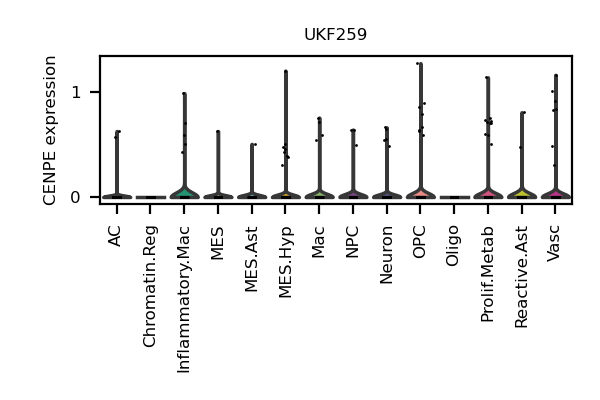 UKF259
CENPE expression
1
0
AC
Chromatin.Reg
Inflammatory.Mac
MES
MES.Ast
MES.Hyp
Mac
NPC
Neuron
OPC
Oligo
Prolif.Metab
Reactive.Ast
Vasc